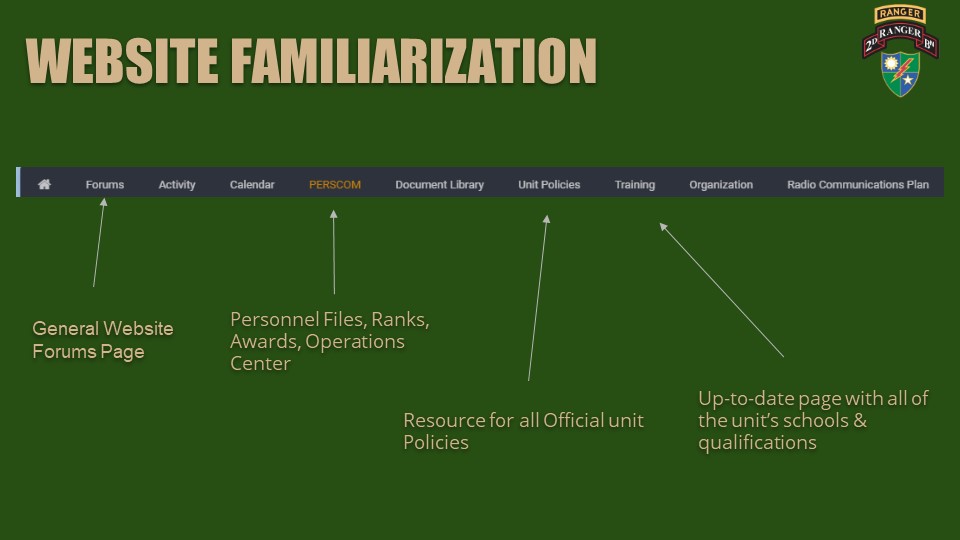 WEBSITE FAMILIARIZATION
RANGER
2D RANGER BN
Forums Activity Calendar PERSCOM Document Library Unit Policies Training Organization Radio Communications Plan
General Website
Forums Page
Personnel Files, Ranks,
Awards, Operations
Center
Resource for all Official unit
Policies
Up-to-date page with all of
the unit's schools &
qualifications